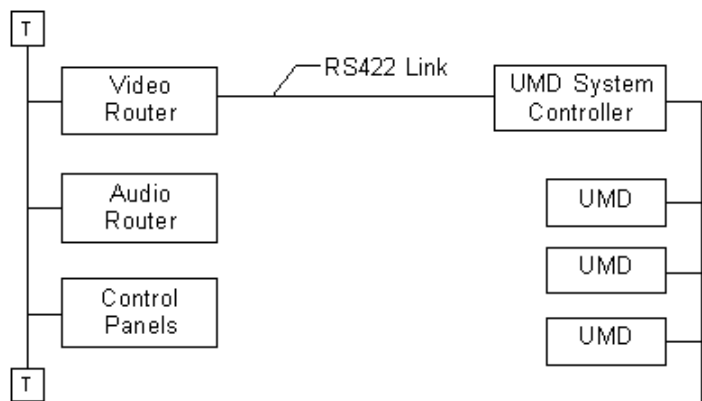 T
Video
Router
RS422 Link
UMD System
Controller
Audio
Router
UMD
UMD
Control
Panels
UMD
T